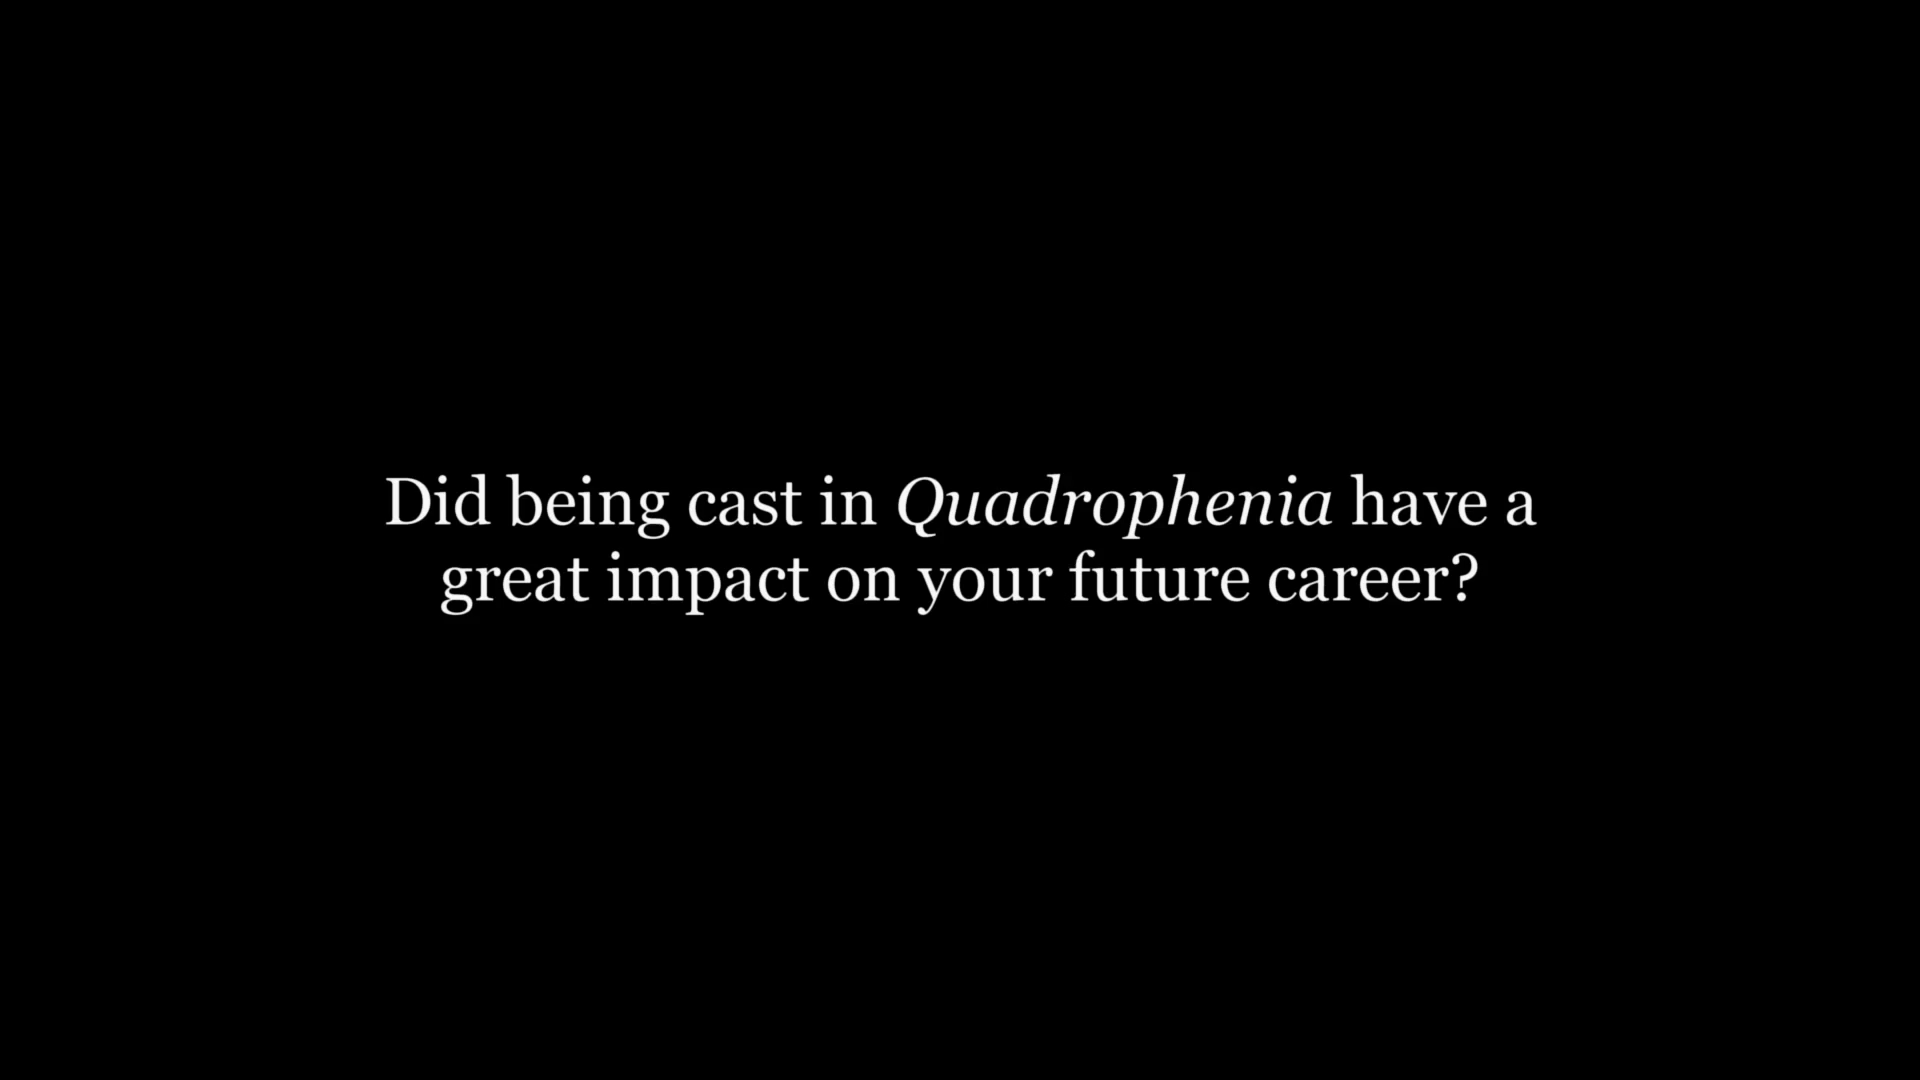 Did being cast in Quadrophenia have a
great impact on your future career?